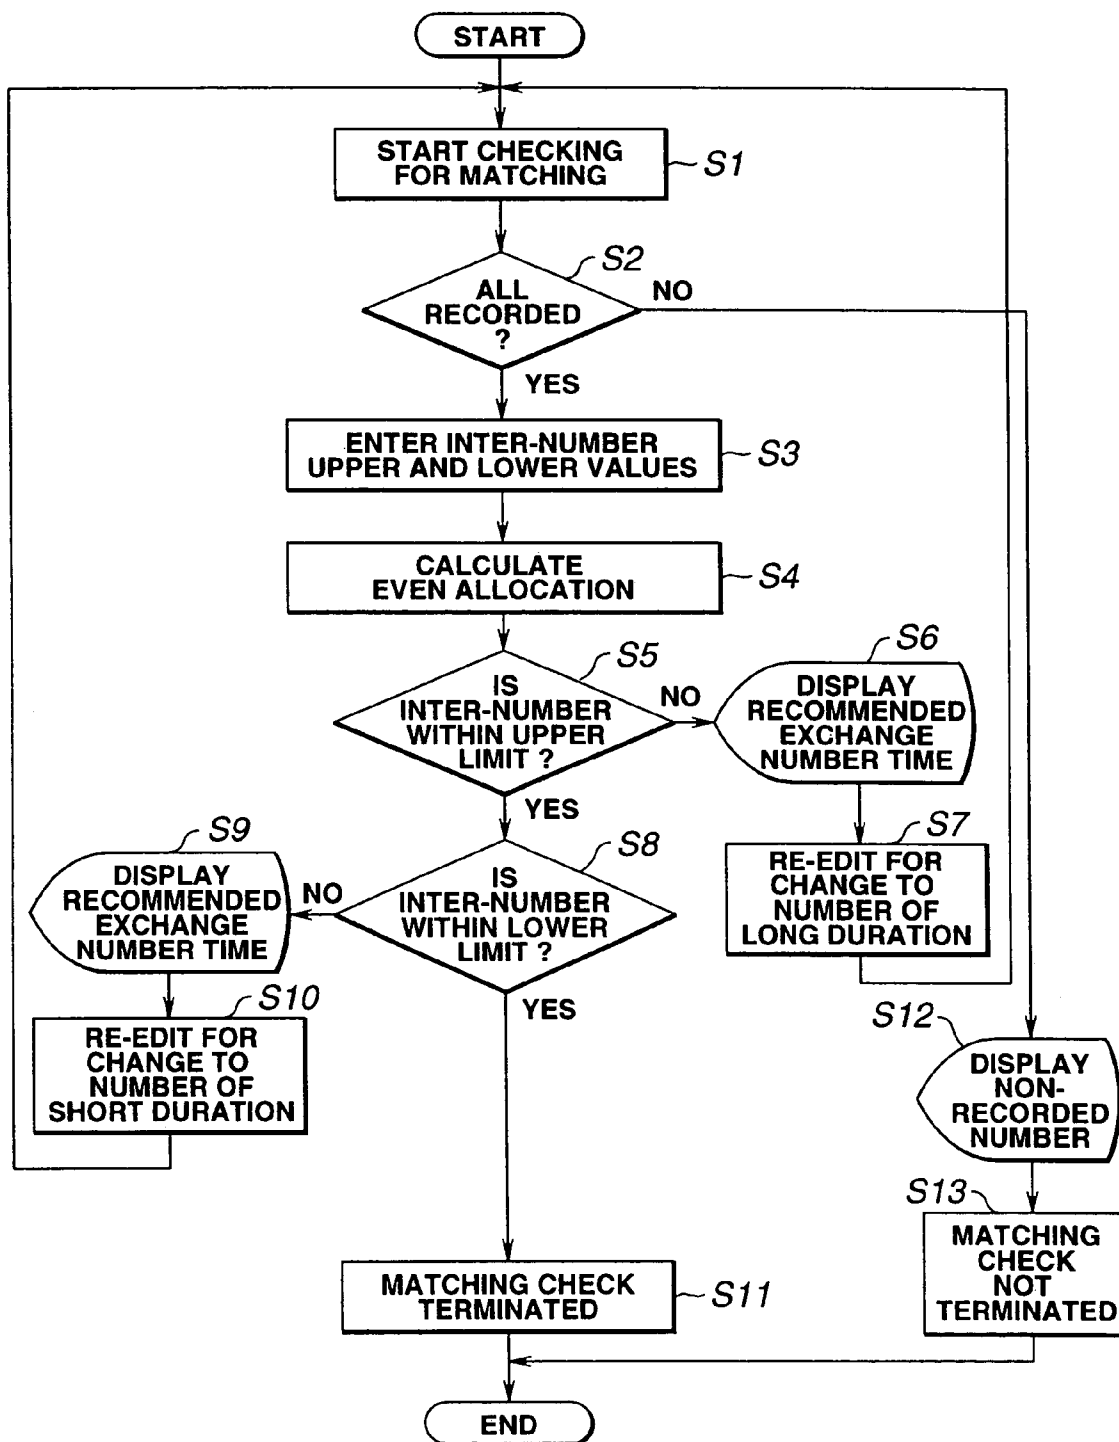 START
START CHECKING
FOR MATCHING
S1
S2
ALL
RECORDED
?
NO
YES
ENTER INTER-NUMBER
UPPER AND LOWER VALUES
S3
CALCULATE
EVEN ALLOCATION
S4
S5
IS
INTER-NUMBER
WITHIN UPPER
LIMIT ?
NO
YES
S6
DISPLAY
RECOMMENDED
EXCHANGE
NUMBER TIME
S7
RE-EDIT FOR
CHANGE TO
NUMBER OF
LONG DURATION
S8
IS
INTER-NUMBER
WITHIN LOWER
LIMIT ?
NO
YES
S9
DISPLAY
RECOMMENDED
EXCHANGE
NUMBER TIME
S10
RE-EDIT FOR
CHANGE TO
NUMBER OF
SHORT DURATION
S12
DISPLAY
NON-
RECORDED
NUMBER
S13
MATCHING
CHECK
NOT
TERMINATED
MATCHING CHECK
TERMINATED
S11
END